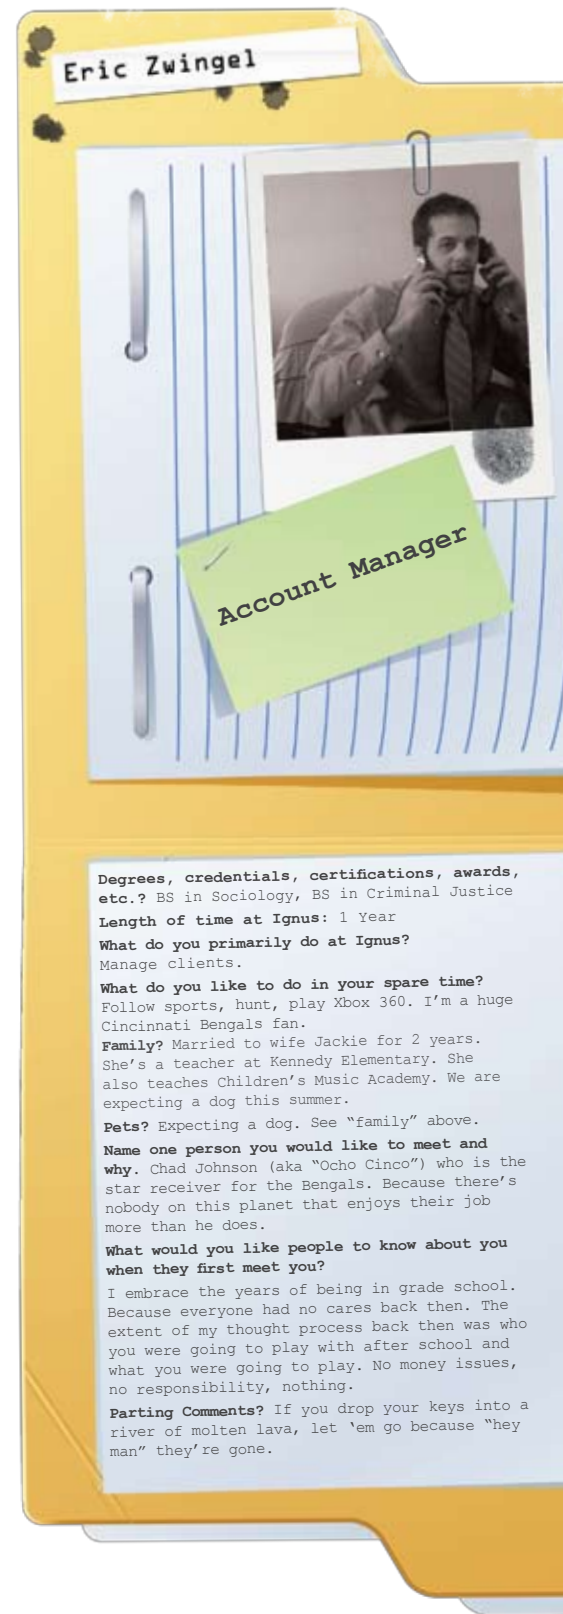 Eric Zwingel
Account Manager
Degrees, credentials, certifications, awards,
etc.? BS in Sociology, BS in Criminal Justice
Length of time at Ignus: 1 Year
What do you primarily do at Ignus?
Manage clients.
What do you like to do in your spare time?
Follow sports, hunt, play Xbox 360. I’m a huge
Cincinnati Bengals fan.
Family? Married to wife Jackie for 2 years.
She’s a teacher at Kennedy Elementary. She
also teaches Children’s Music Academy. We are
expecting a dog this summer.
Pets? Expecting a dog. See “family” above.
Name one person you would like to meet and
why. Chad Johnson (aka “Ocho Cinco”) who is the
star receiver for the Bengals. Because there’s
nobody on this planet that enjoys their job
more than he does.
What would you like people to know about you
when they first meet you?
I embrace the years of being in grade school.
Because everyone had no cares back then. The
extent of my thought process back then was who
you were going to play with after school and
what you were going to play. No money issues,
no responsibility, nothing.
Parting Comments? If you drop your keys into a
river of molten lava, let ‘em go because “hey
man” they’re gone.